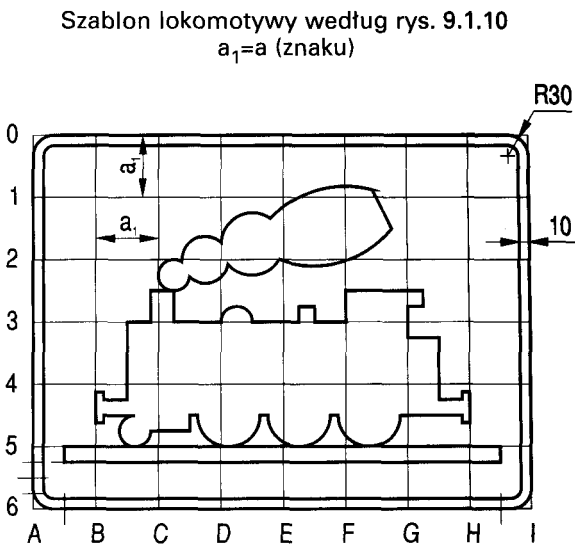 Szablon lokomotywy według rys. 9.1.10
a₁=a (znaku)
R30
0
a₁
1
a₁
10
2
3
4
5
6
A B C D E F G H I